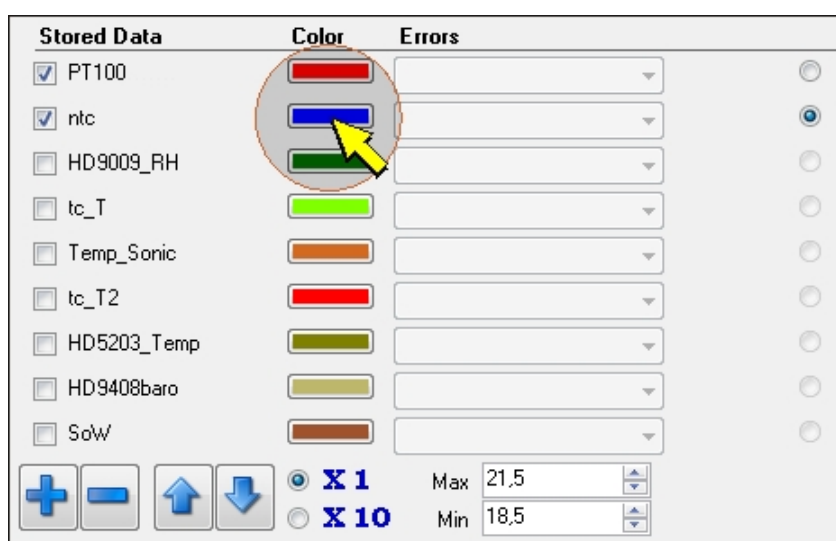 Stored Data Color Errors
PT100
ntc
HD9009_RH
tc_T
Temp_Sonic
tc_T2
HD5203_Temp
HD9408baro
SoW
X 1 Max 21,5
X 10 Min 18,5